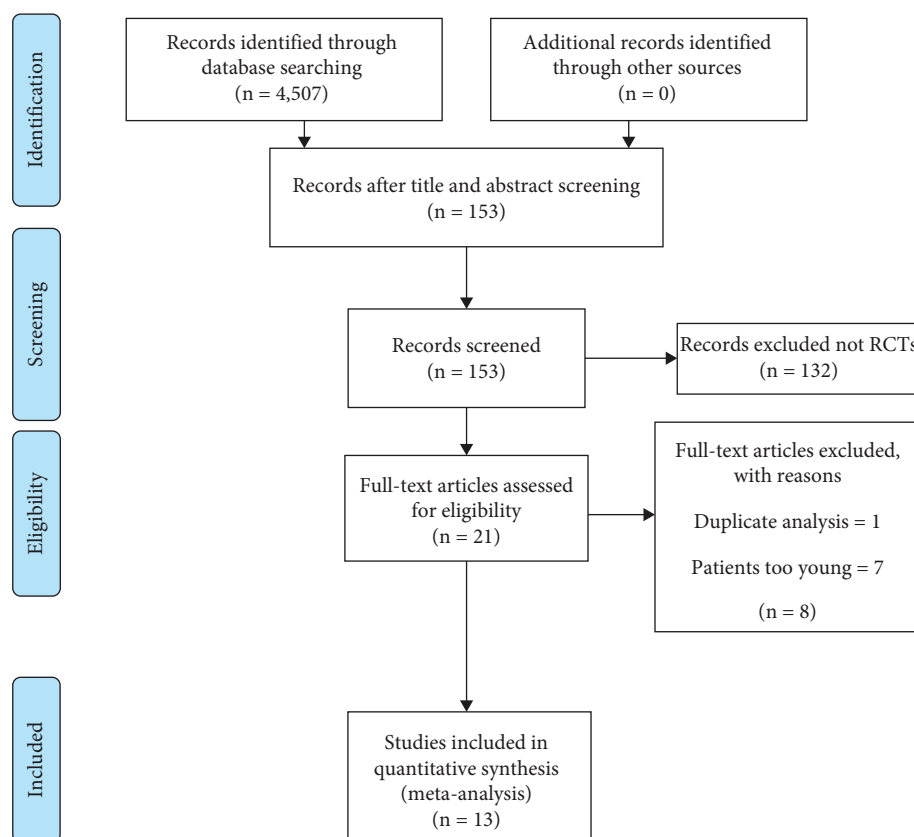 Identification
Records identified through
database searching
(n = 4,507)
Additional records identified
through other sources
(n = 0)
Records after title and abstract screening
(n = 153)
Screening
Records screened
(n = 153)
Records excluded not RCTs
(n = 132)
Eligibility
Full-text articles assessed
for eligibility
(n = 21)
Full-text articles excluded,
with reasons
Duplicate analysis = 1
Patients too young = 7
(n = 8)
Included
Studies included in
quantitative synthesis
(meta-analysis)
n = 13)